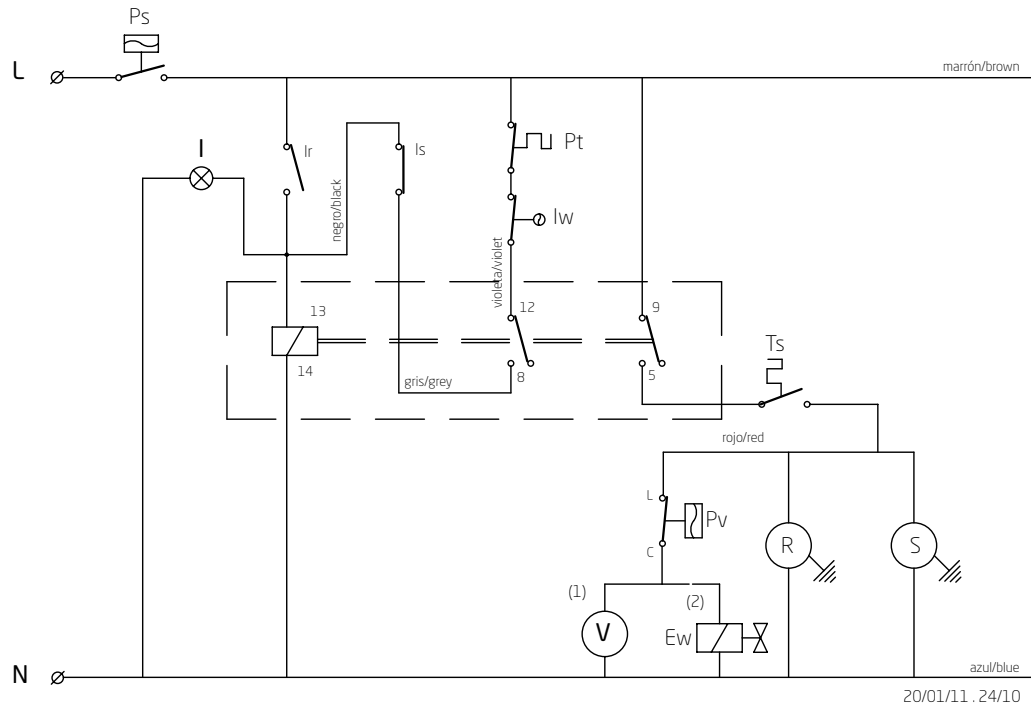 Ps
L
marrón/brown
I
Ir
negro/black
Is
Pt
Iw
violeta/violet
13
12
9
14
gris/grey
8
5
Ts
rojo/red
L
Pv
C
R
S
(1)
(2)
V
Ew
N
azul/blue
20/01/11 . 24/10